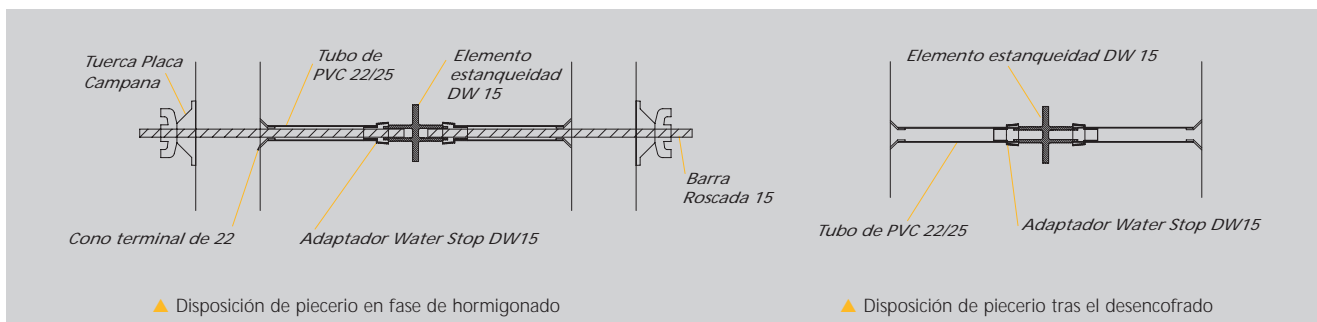 Tuerca Placa
Campana
Tubo de
PVC 22/25
Elemento
estanqueidad
DW 15
Barra
Roscada 15
Cono terminal de 22
Adaptador Water Stop DW15
Disposición de piecerio en fase de hormigonado
Elemento estanqueidad DW 15
Tubo de PVC 22/25
Adaptador Water Stop DW15
Disposición de piecerio tras el desencofrado